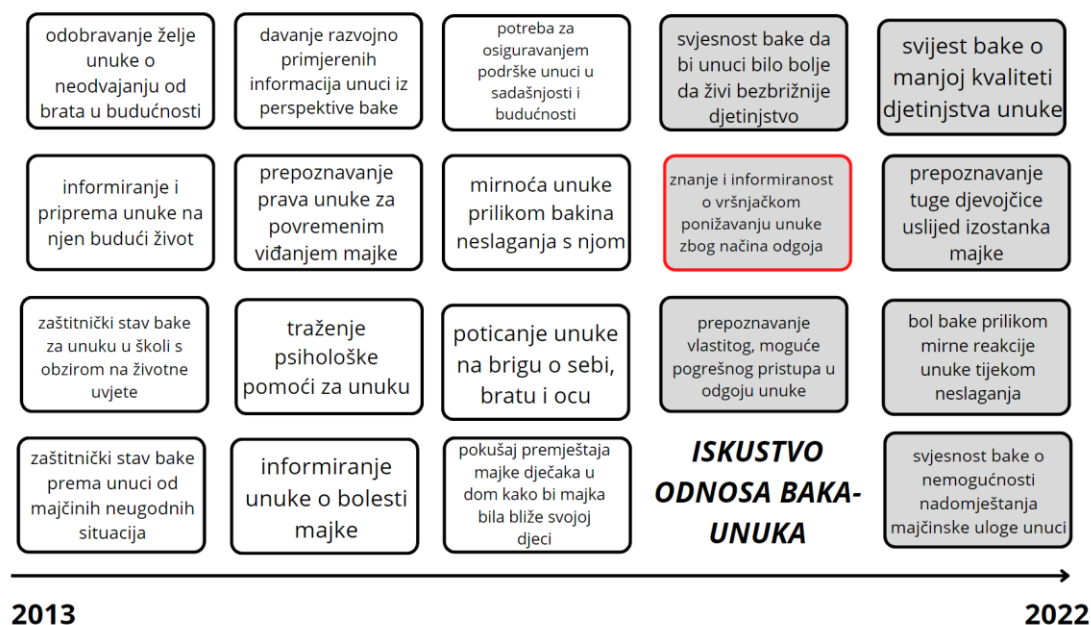 odobravanje želje
unuke o
neodvajanju od
brata u budućnosti
davanje razvojno
primjerenih
informacija unuci iz
perspektive bake
potreba za
osiguravanjem
podrške unuci u
sadašnjosti i
budućnosti
svjesnost bake da
bi unuci bilo bolje
da živi bezbrižnije
djetinjstvo
svijest bake o
manjoj kvaliteti
djetinjstva unuke
informiranje i
priprema unuke na
njen budući život
prepoznavanje
prava unuke za
povremenim
viđanjem majke
mirnoća unuke
prilikom bakina
neslaganja s njom
znanje i informiranost
o vršnjačkom
ponižavanju unuke
zbog načina odgoja
prepoznavanje
tuge djevojčice
uslijed izostanka
majke
zaštitnički stav bake
za unuku u školi s
obzirom na životne
uvjete
traženje
psihološke
pomoći za unuku
poticanje unuke
na brigu o sebi,
bratu i ocu
prepoznavanje
vlastitog, moguće
pogrešnog pristupa u
odgoju unuke
bol bake prilikom
mirne reakcije
unuke tijekom
neslaganja
zaštitnički stav bake
prema unuci od
majčinih neugodnih
situacija
informiranje
unuke o bolesti
majke
pokušaj premještaja
majke dječaka u
dom kako bi majka
bila bliže svojoj
djeci
ISKUSTVO
ODNOSA BAKA-
UNUKA
svjesnost bake o
nemogućnosti
nadomještanja
majčinske uloge unuci
2013
2022